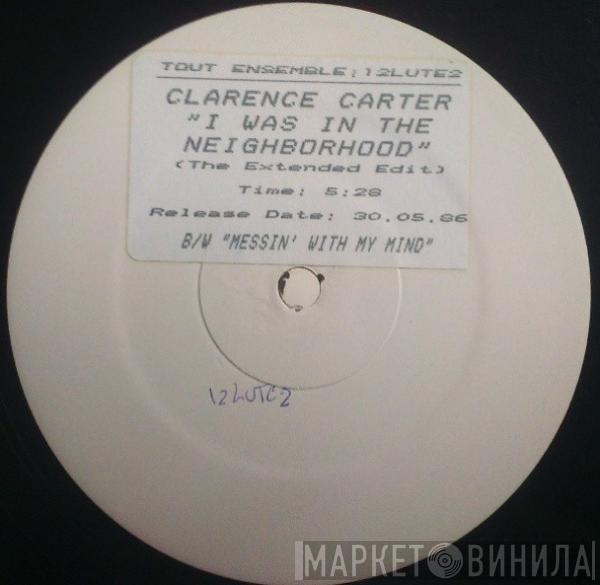 TOUT ENSEMBLE; 12LUTE2
CLARENCE CARTER
"I WAS IN THE
NEIGHBORHOOD"
(The Extended Edit)
Time: 5:28
Release Date: 30.05.86
B/W "MESSIN' WITH MY MIND"
12LUTE2
МАРКЕТ ВИНИЛА